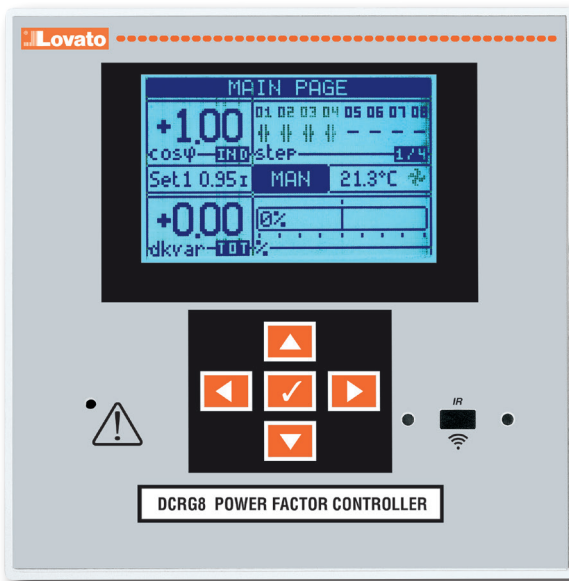 Lovato
MAIN PAGE
+1.00
01 02 03 04 05 06 07 08
cosφ IND step 1/4
Set1 0.95I MAN 21.3°C
+0.00
0%
dkvar TOT %
IR
DCRG8 POWER FACTOR CONTROLLER